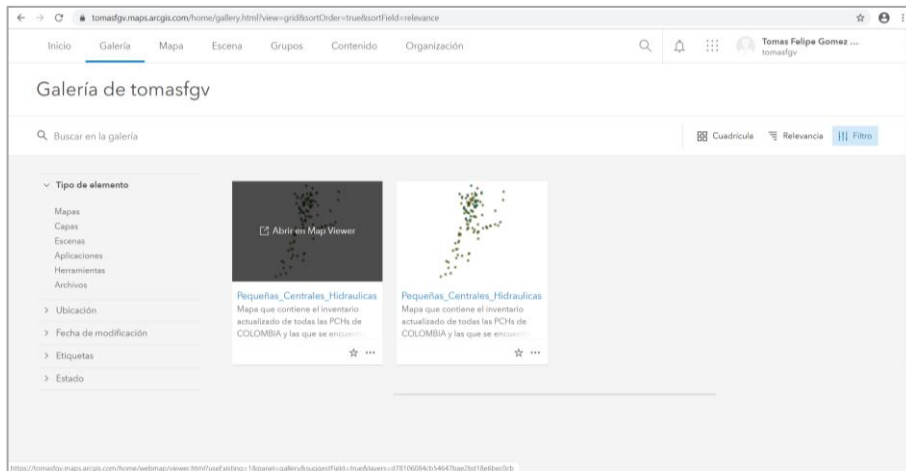 tomasfgv.maps.arcgis.com/home/gallery.html?view=grid&sortOrder=true&sortField=relevance
Inicio Galería Mapa Escena Grupos Contenido Organización
Tomas Felipe Gomez ...
tomasfgv
Galería de tomasfgv
Buscar en la galería
Cuadrícula Relevancia Filtro
Tipo de elemento
Mapas
Capas
Escenas
Aplicaciones
Herramientas
Archivos
Ubicación
Fecha de modificación
Etiquetas
Estado
Abrir en Map Viewer
Pequeñas_Centrales_Hidraulicas
Mapa que contiene el inventario
actualizado de todas las PCHs de
COLOMBIA y las que se encuent
Pequeñas_Centrales_Hidraulicas
Mapa que contiene el inventario
actualizado de todas las PCHs de
COLOMBIA y las que se encuent